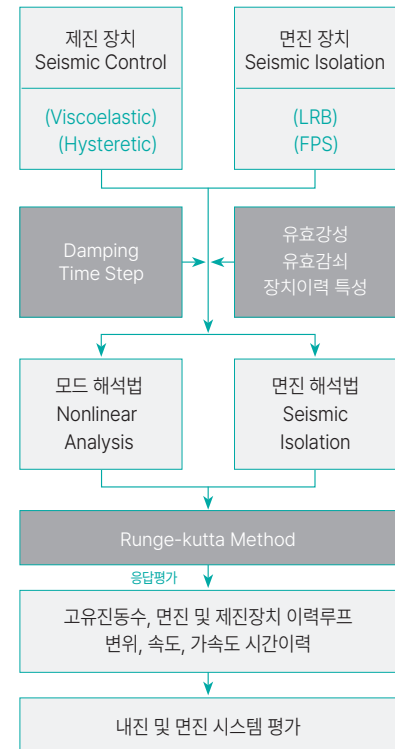 제진 장치
Seismic Control
(Viscoelastic)
(Hysteretic)
면진 장치
Seismic Isolation
(LRB)
(FPS)
Damping
Time Step
유효강성
유효감쇠
장치이력 특성
모드 해석법
Nonlinear
Analysis
면진 해석법
Seismic
Isolation
Runge-kutta Method
응답평가
고유진동수, 면진 및 제진장치 이력루프
변위, 속도, 가속도 시간이력
내진 및 면진 시스템 평가